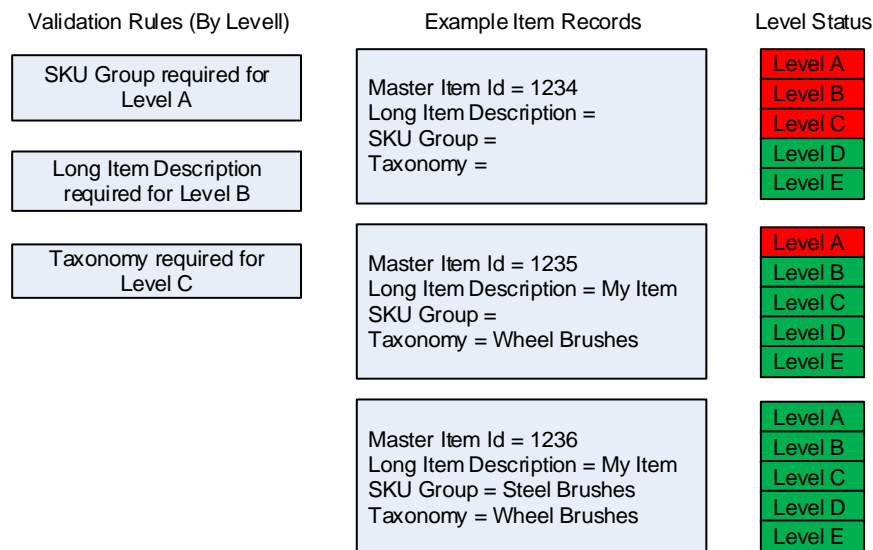 Validation Rules (By Levell)
Example Item Records
Level Status
SKU Group required for
Level A
Long Item Description
required for Level B
Taxonomy required for
Level C
Master Item Id = 1234
Long Item Description =
SKU Group =
Taxonomy =
Level A
Level B
Level C
Level D
Level E
Master Item Id = 1235
Long Item Description = My Item
SKU Group =
Taxonomy = Wheel Brushes
Level A
Level B
Level C
Level D
Level E
Master Item Id = 1236
Long Item Description = My Item
SKU Group = Steel Brushes
Taxonomy = Wheel Brushes
Level A
Level B
Level C
Level D
Level E